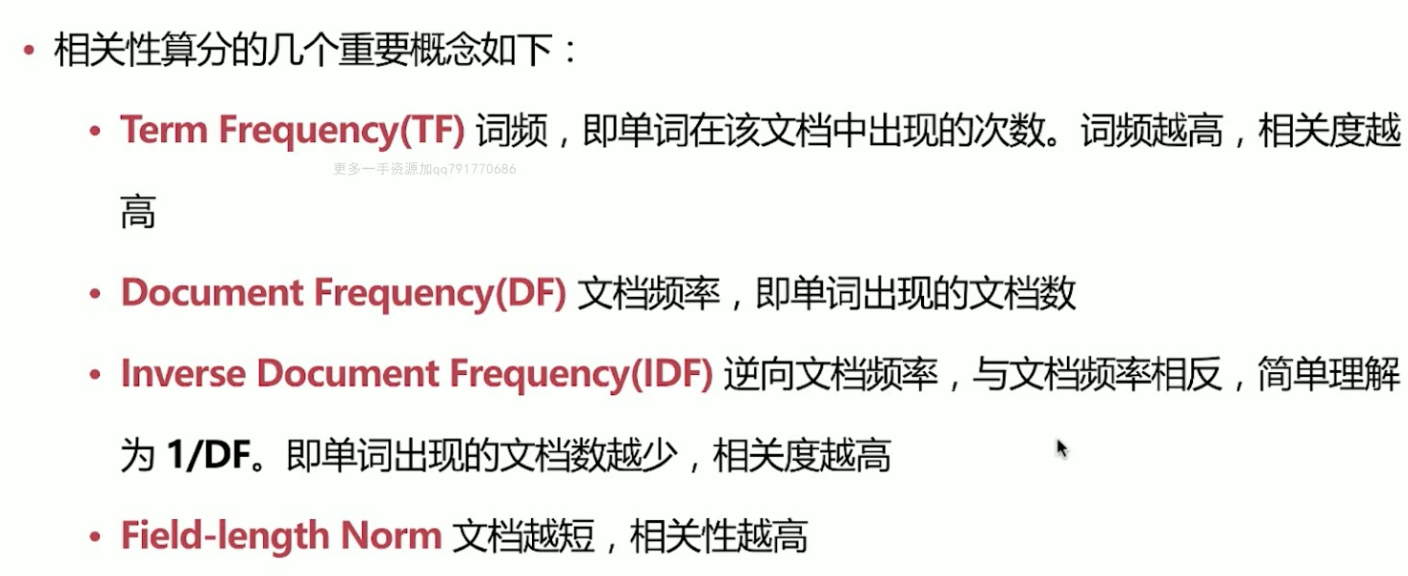 • 相关性算分的几个重要概念如下：
• Term Frequency(TF) 词频，即单词在该文档中出现的次数。词频越高，相关度越
更多一手资源加qq791770686
高
• Document Frequency(DF) 文档频率，即单词出现的文档数
• Inverse Document Frequency(IDF) 逆向文档频率，与文档频率相反，简单理解
为 1/DF。即单词出现的文档数越少，相关度越高
• Field-length Norm 文档越短，相关性越高